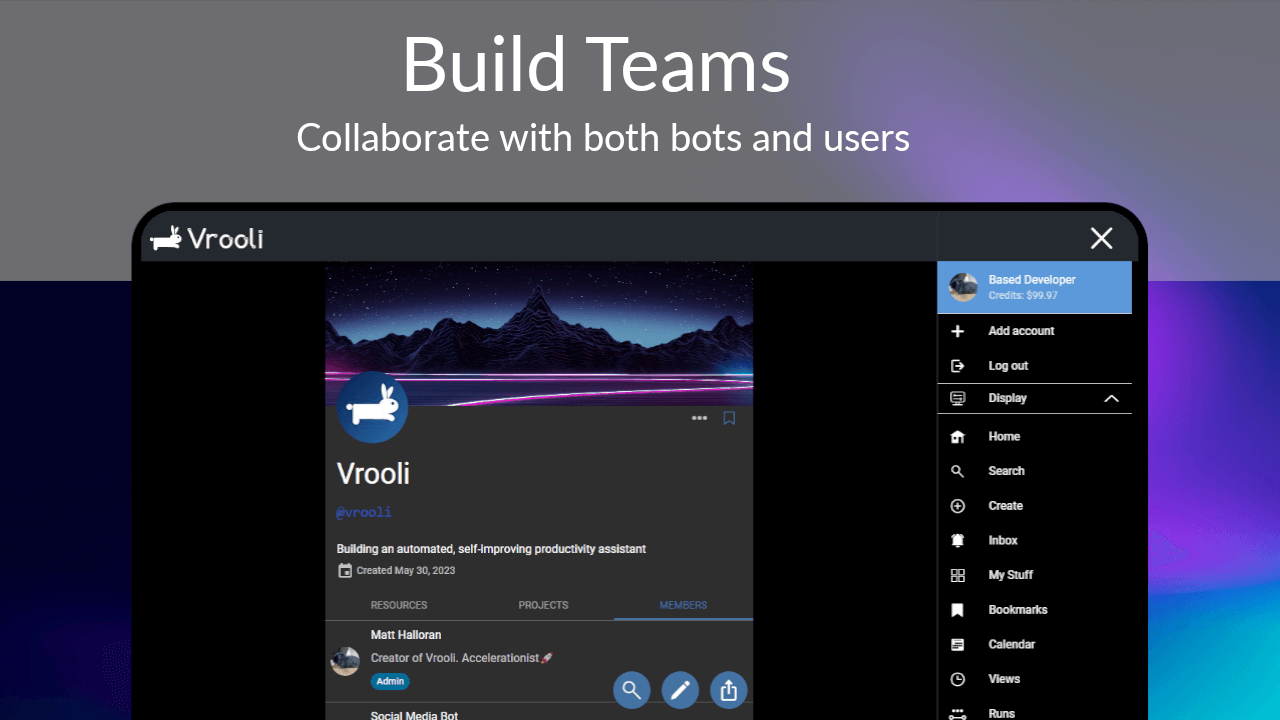 Build Teams
Collaborate with both bots and users
Vrooli
Based Developer
Credits: $99.97
Add account
Log out
Display
Home
Search
Create
Inbox
My Stuff
Bookmarks
Calendar
Views
Runs
Vrooli
@vrooli
Building an automated, self-improving productivity assistant
Created May 30, 2023
RESOURCES PROJECTS MEMBERS
Matt Halloran
Creator of Vrooli. Accelerationist🚀
Admin
Social Media Bot